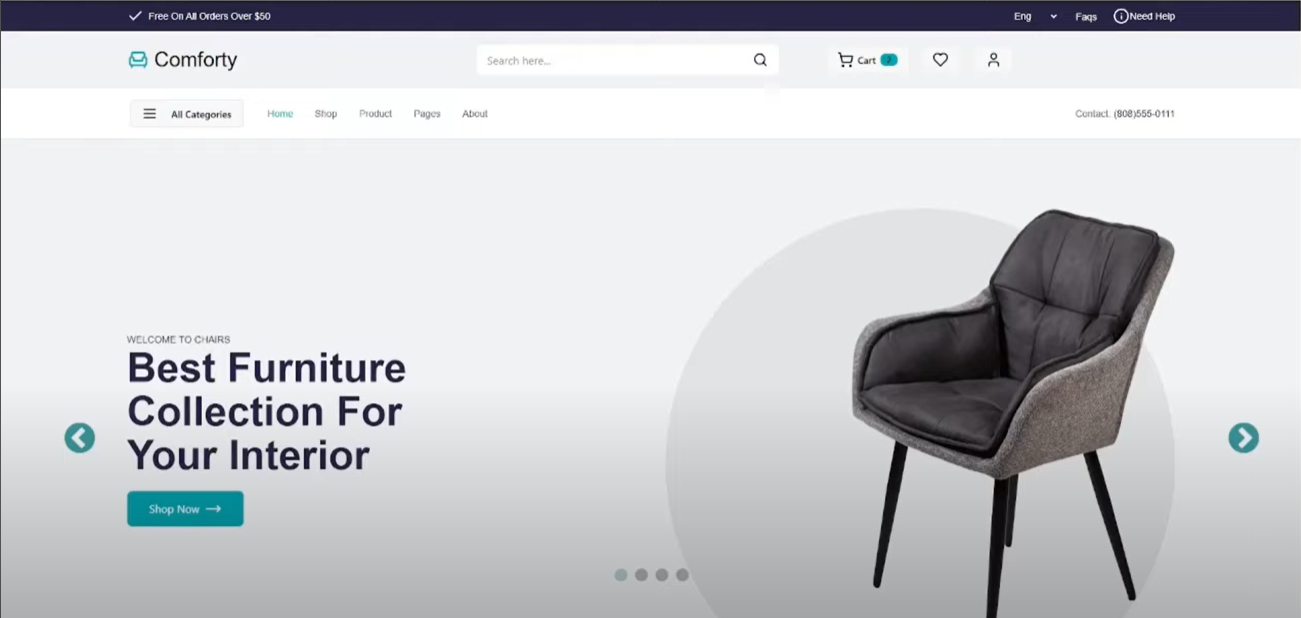 Free On All Orders Over $50
Eng
Faqs
Need Help
Comforty
Search here...
Cart 2
All Categories
Home
Shop
Product
Pages
About
Contact. (808)555-0111
WELCOME TO CHAIRS
Best Furniture
Collection For
Your Interior
Shop Now